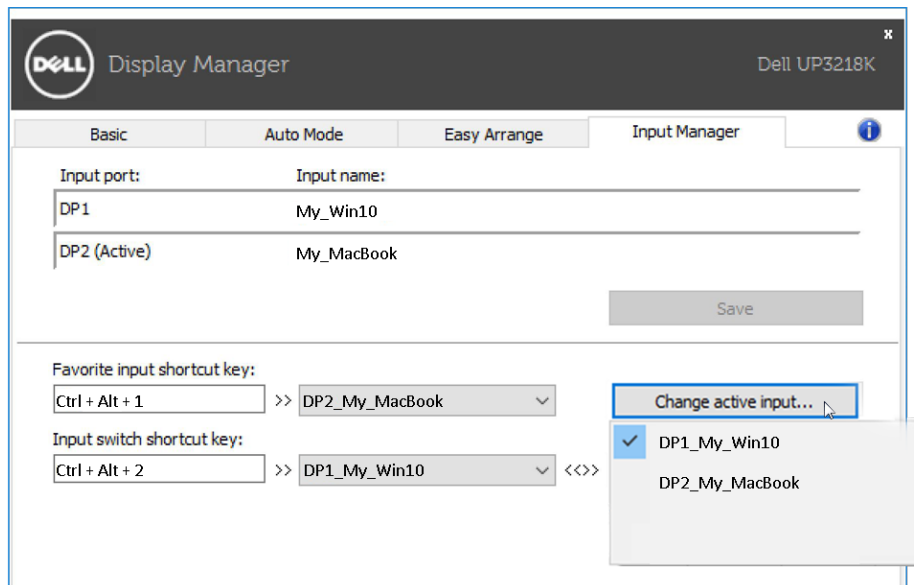 DELL Display Manager
x
Dell UP3218K
Basic Auto Mode Easy Arrange Input Manager i
Input port: Input name:
DP1 My_Win10
DP2 (Active) My_MacBook
Save
Favorite input shortcut key:
Ctrl + Alt + 1 >> DP2_My_MacBook Change active input...
Input switch shortcut key:
Ctrl + Alt + 2 >> DP1_My_Win10 <<>>
DP1_My_Win10
DP2_My_MacBook